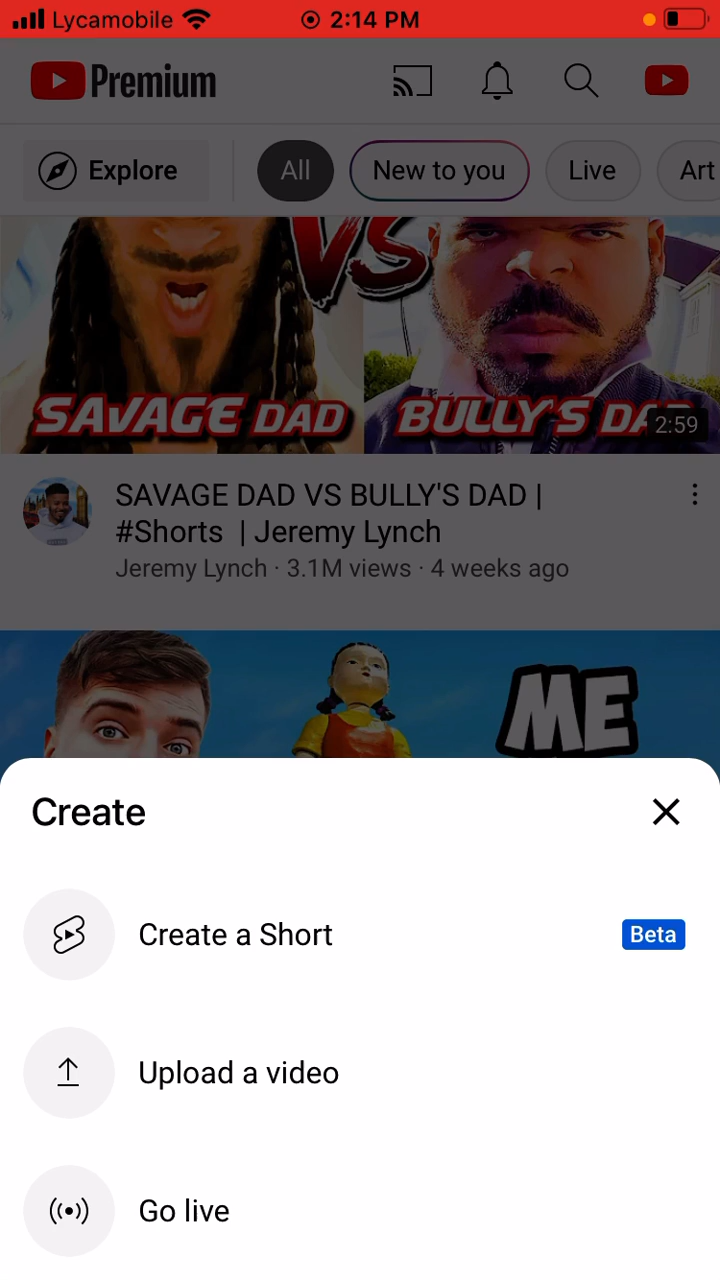 Lycamobile 2:14 PM
Premium
Explore All New to you Live Art
VS
SAVAGE DAD BULLY'S DAD
2:59
SAVAGE DAD VS BULLY'S DAD |
#Shorts | Jeremy Lynch
Jeremy Lynch · 3.1M views · 4 weeks ago
ME
Create
Create a Short Beta
Upload a video
Go live